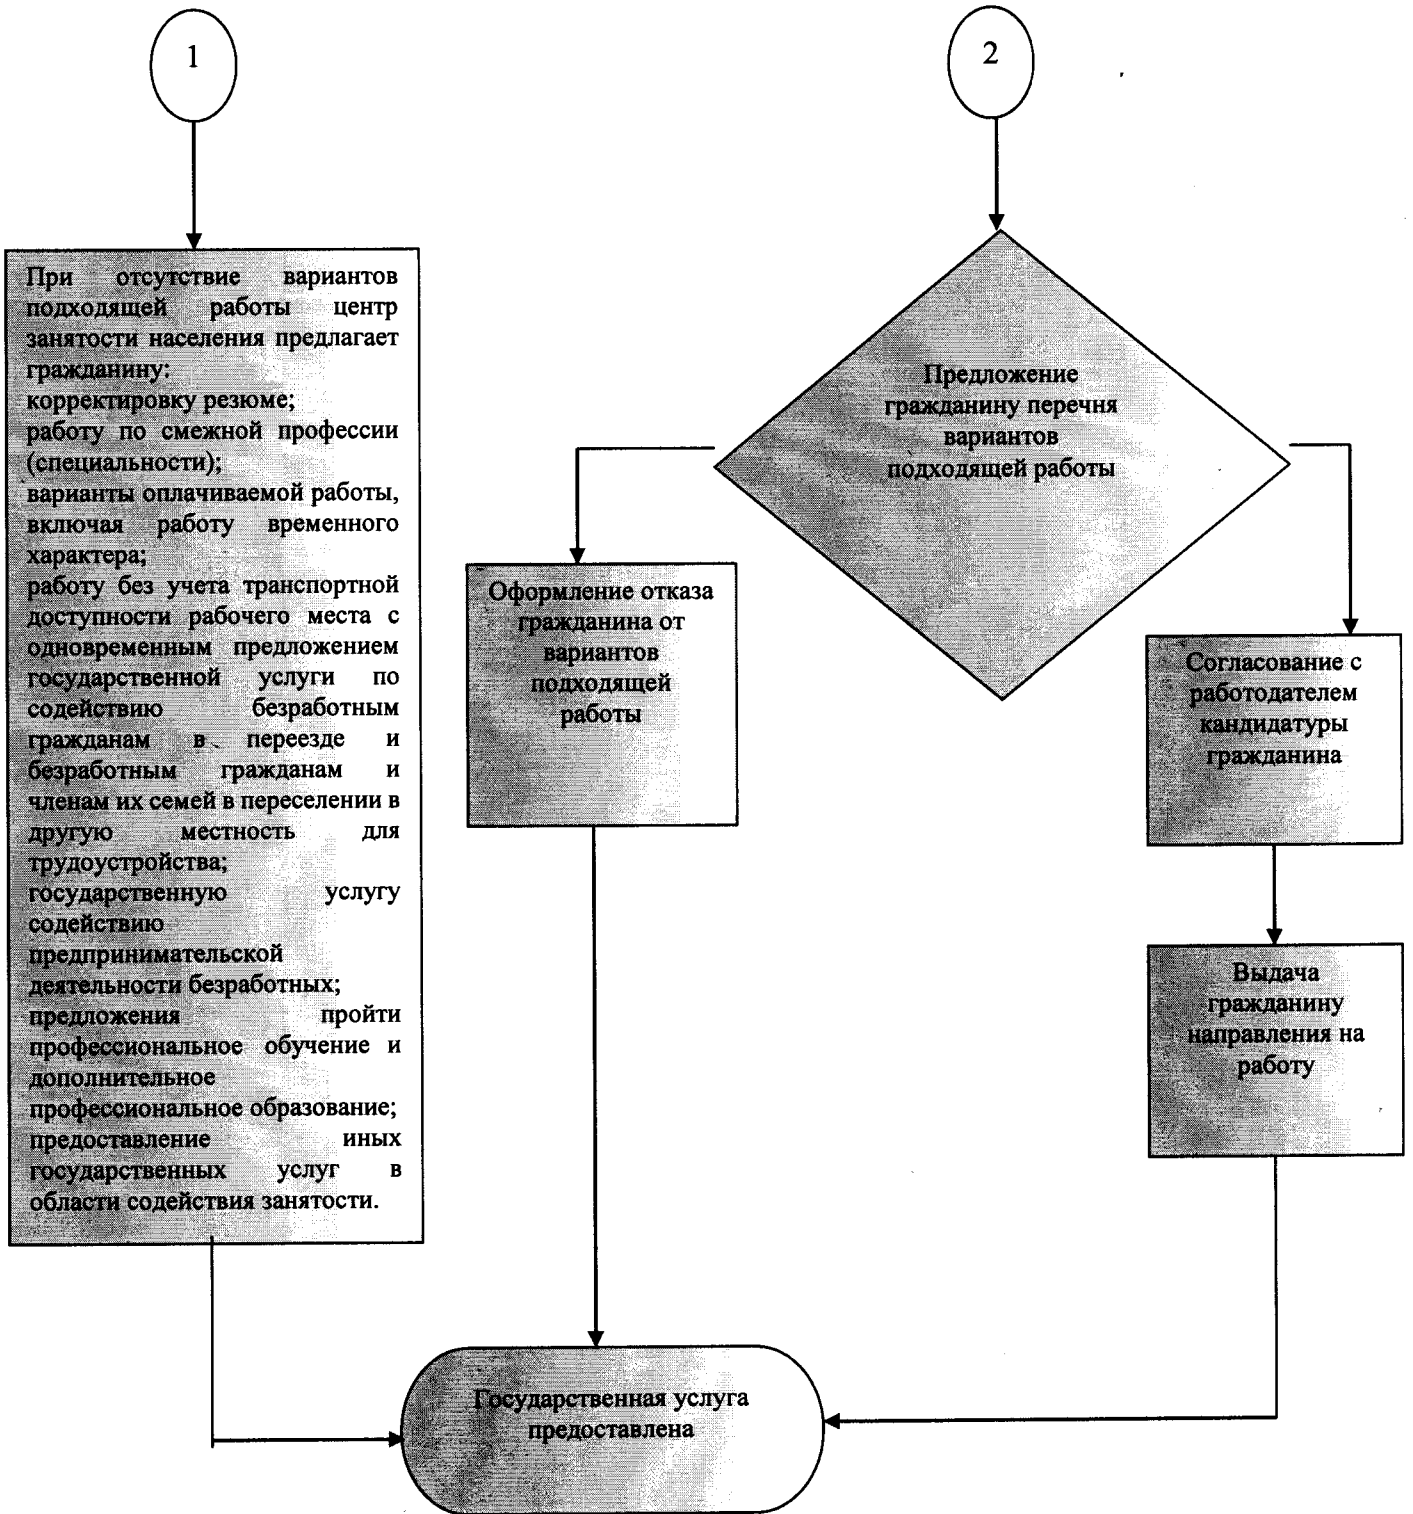 1
2
При отсутствие вариантов
подходящей работы центр
занятости населения предлагает
гражданину:
корректировку резюме;
работу по смежной профессии
(специальности);
варианты оплачиваемой работы,
включая работу временного
характера;
работу без учета транспортной
доступности рабочего места с
одновременным предложением
государственной услуги по
содействию безработным
гражданам в переезде и
безработным гражданам и
членам их семей в переселении в
другую местность для
трудоустройства;
государственную услугу
содействию
предпринимательской
деятельности безработных;
предложения пройти
профессиональное обучение и
дополнительное
профессиональное образование;
предоставление иных
государственных услуг в
области содействия занятости.
Предложение
гражданину перечня
вариантов
подходящей работы
Оформление отказа
гражданина от
вариантов
подходящей
работы
Согласование с
работодателем
кандидатуры
гражданина
Выдача
гражданину
направления на
работу
Государственная услуга
предоставлена